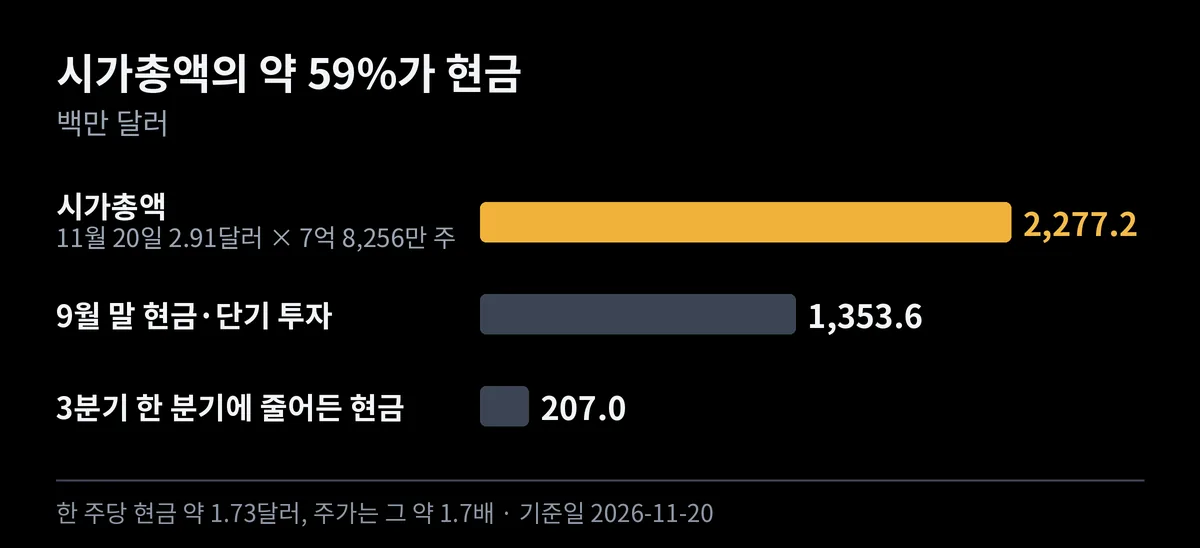 시가총액의 약 59%가 현금
백만 달러
시가총액
11월 20일 2.91달러 × 7억 8,256만 주
2,277.2
9월 말 현금·단기 투자
1,353.6
3분기 한 분기에 줄어든 현금
207.0
한 주당 현금 약 1.73달러, 주가는 그 약 1.7배 · 기준일 2026-11-20